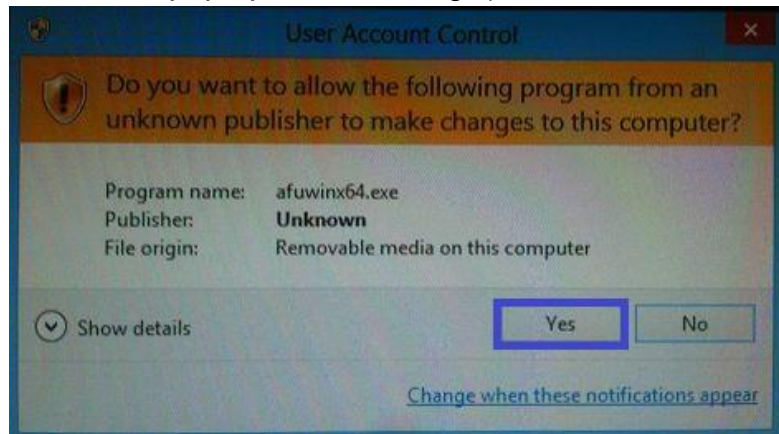 User Account Control
Do you want to allow the following program from an
unknown publisher to make changes to this computer?
Program name: afuwinx64.exe
Publisher: Unknown
File origin: Removable media on this computer
Show details
Yes
No
Change when these notifications appear